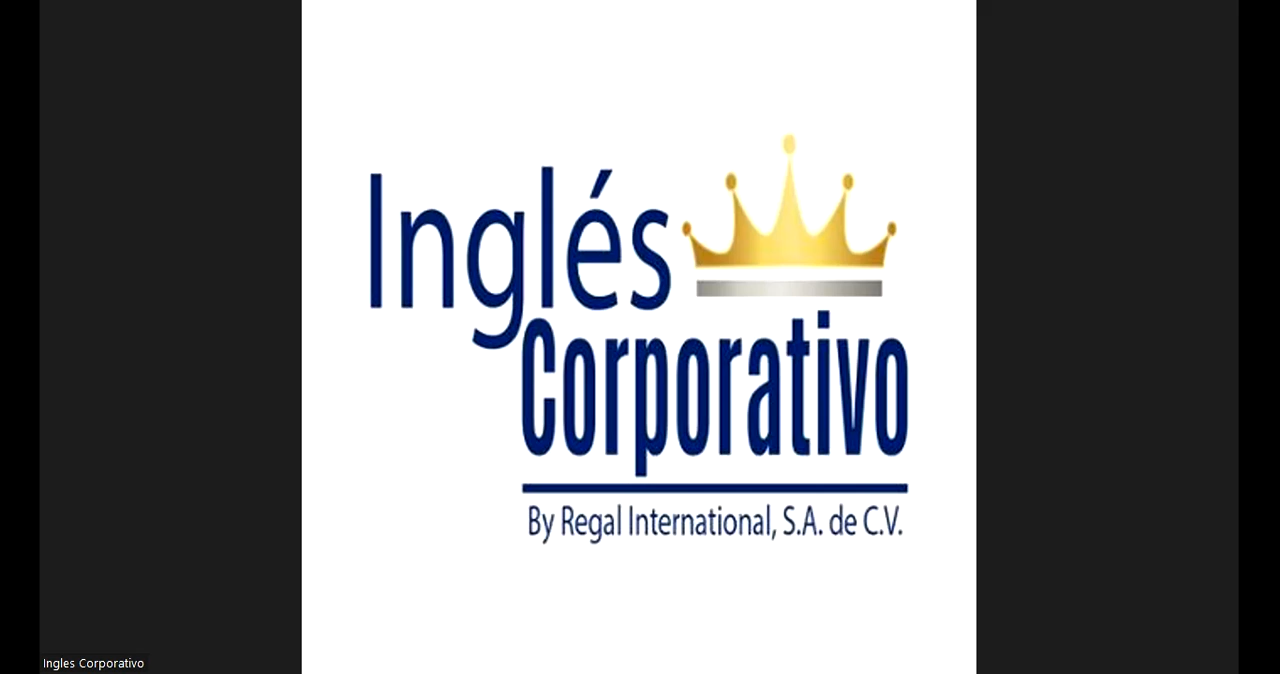 Inglés
Corporativo
By Regal International, S.A. de C.V.
Ingles Corporativo